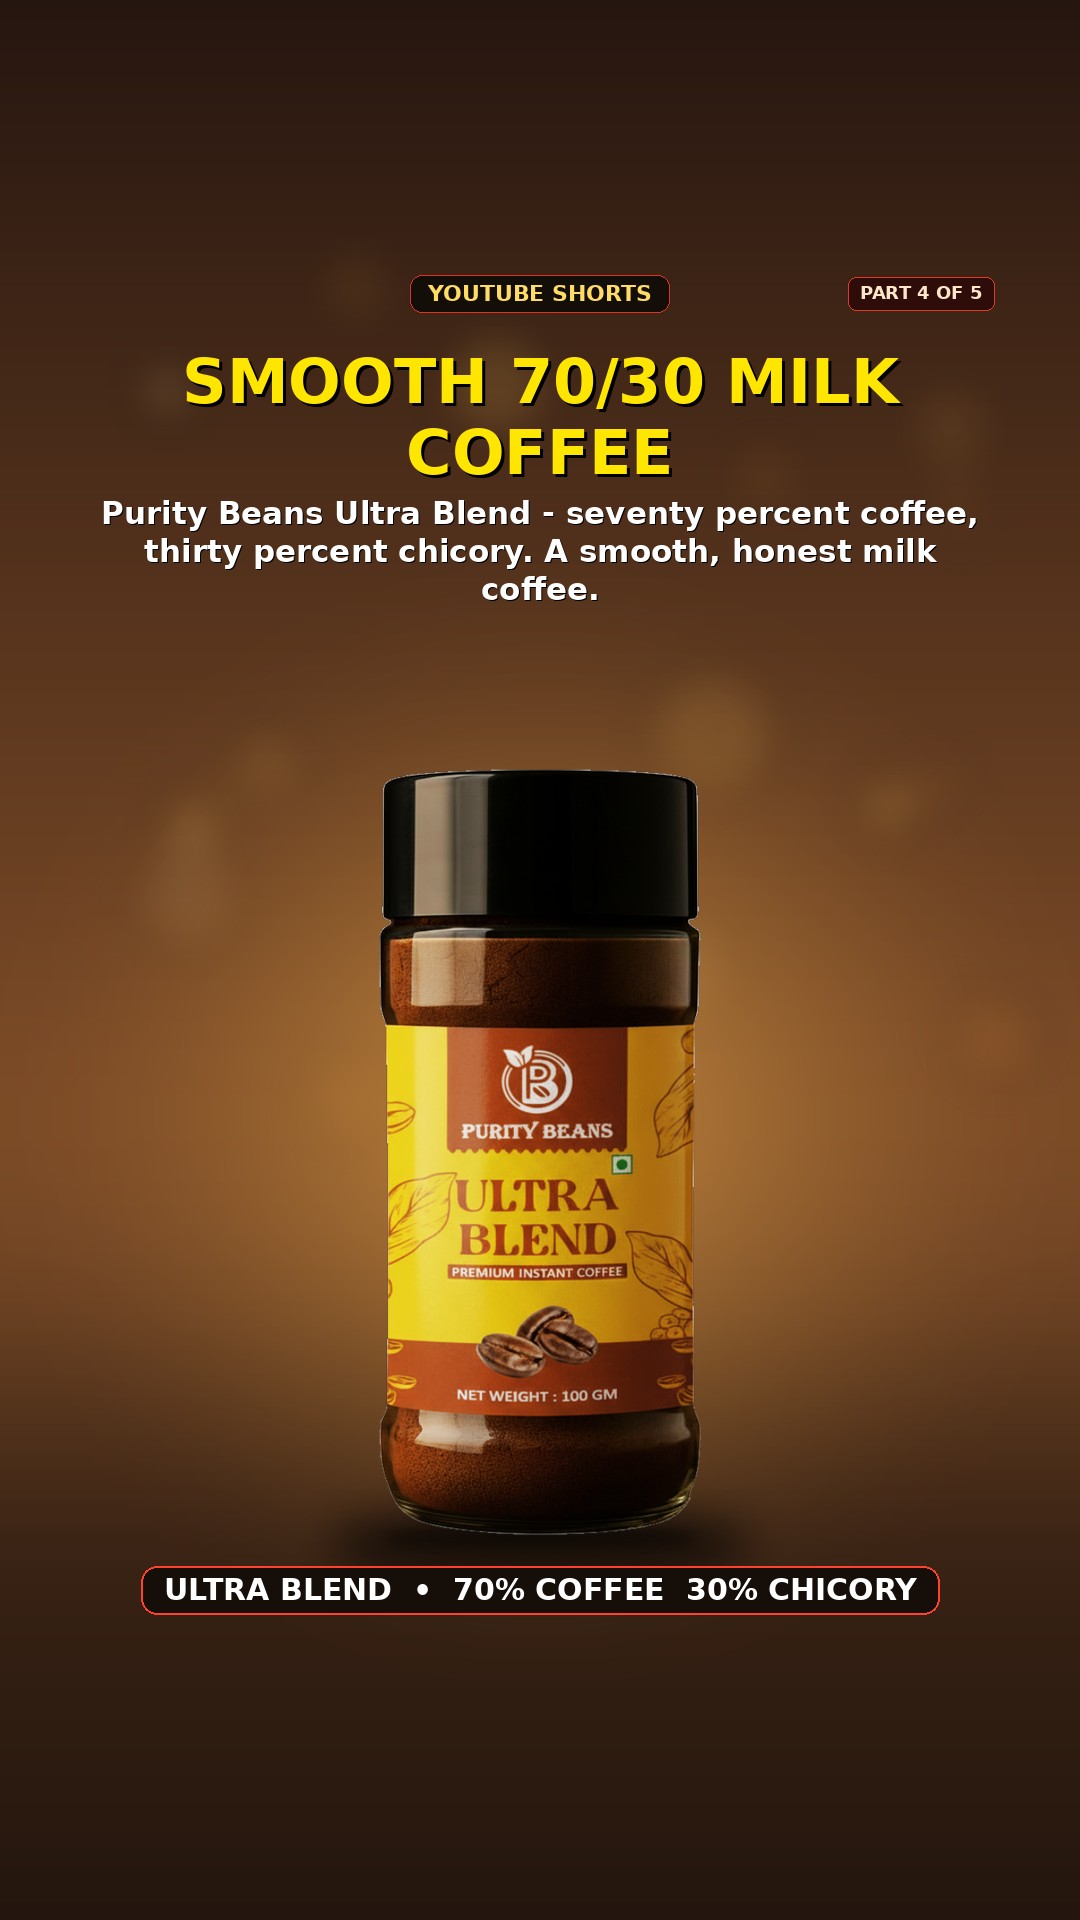 YOUTUBE SHORTS
PART 4 OF 5
SMOOTH 70/30 MILK
COFFEE
Purity Beans Ultra Blend - seventy percent coffee,
thirty percent chicory. A smooth, honest milk
coffee.
PURITY BEANS
ULTRA
BLEND
PREMIUM INSTANT COFFEE
NET WEIGHT : 100 GM
ULTRA BLEND • 70% COFFEE 30% CHICORY